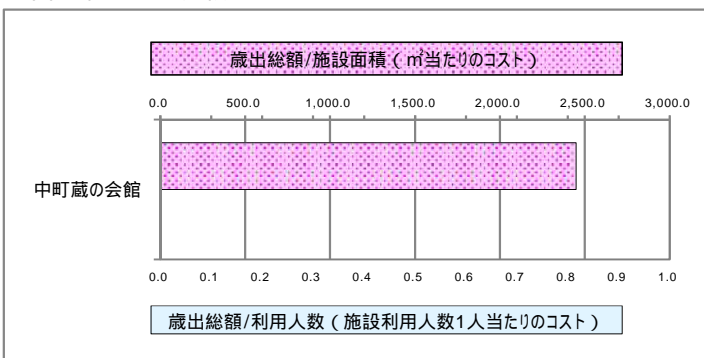 歳出総額/施設面積（㎡当たりのコスト）
0.0 500.0 1,000.0 1,500.0 2,000.0 2,500.0 3,000.0
中町蔵の会館
0.0 0.1 0.2 0.3 0.4 0.5 0.6 0.7 0.8 0.9 1.0
歳出総額/利用人数（施設利用人数1人当たりのコスト）